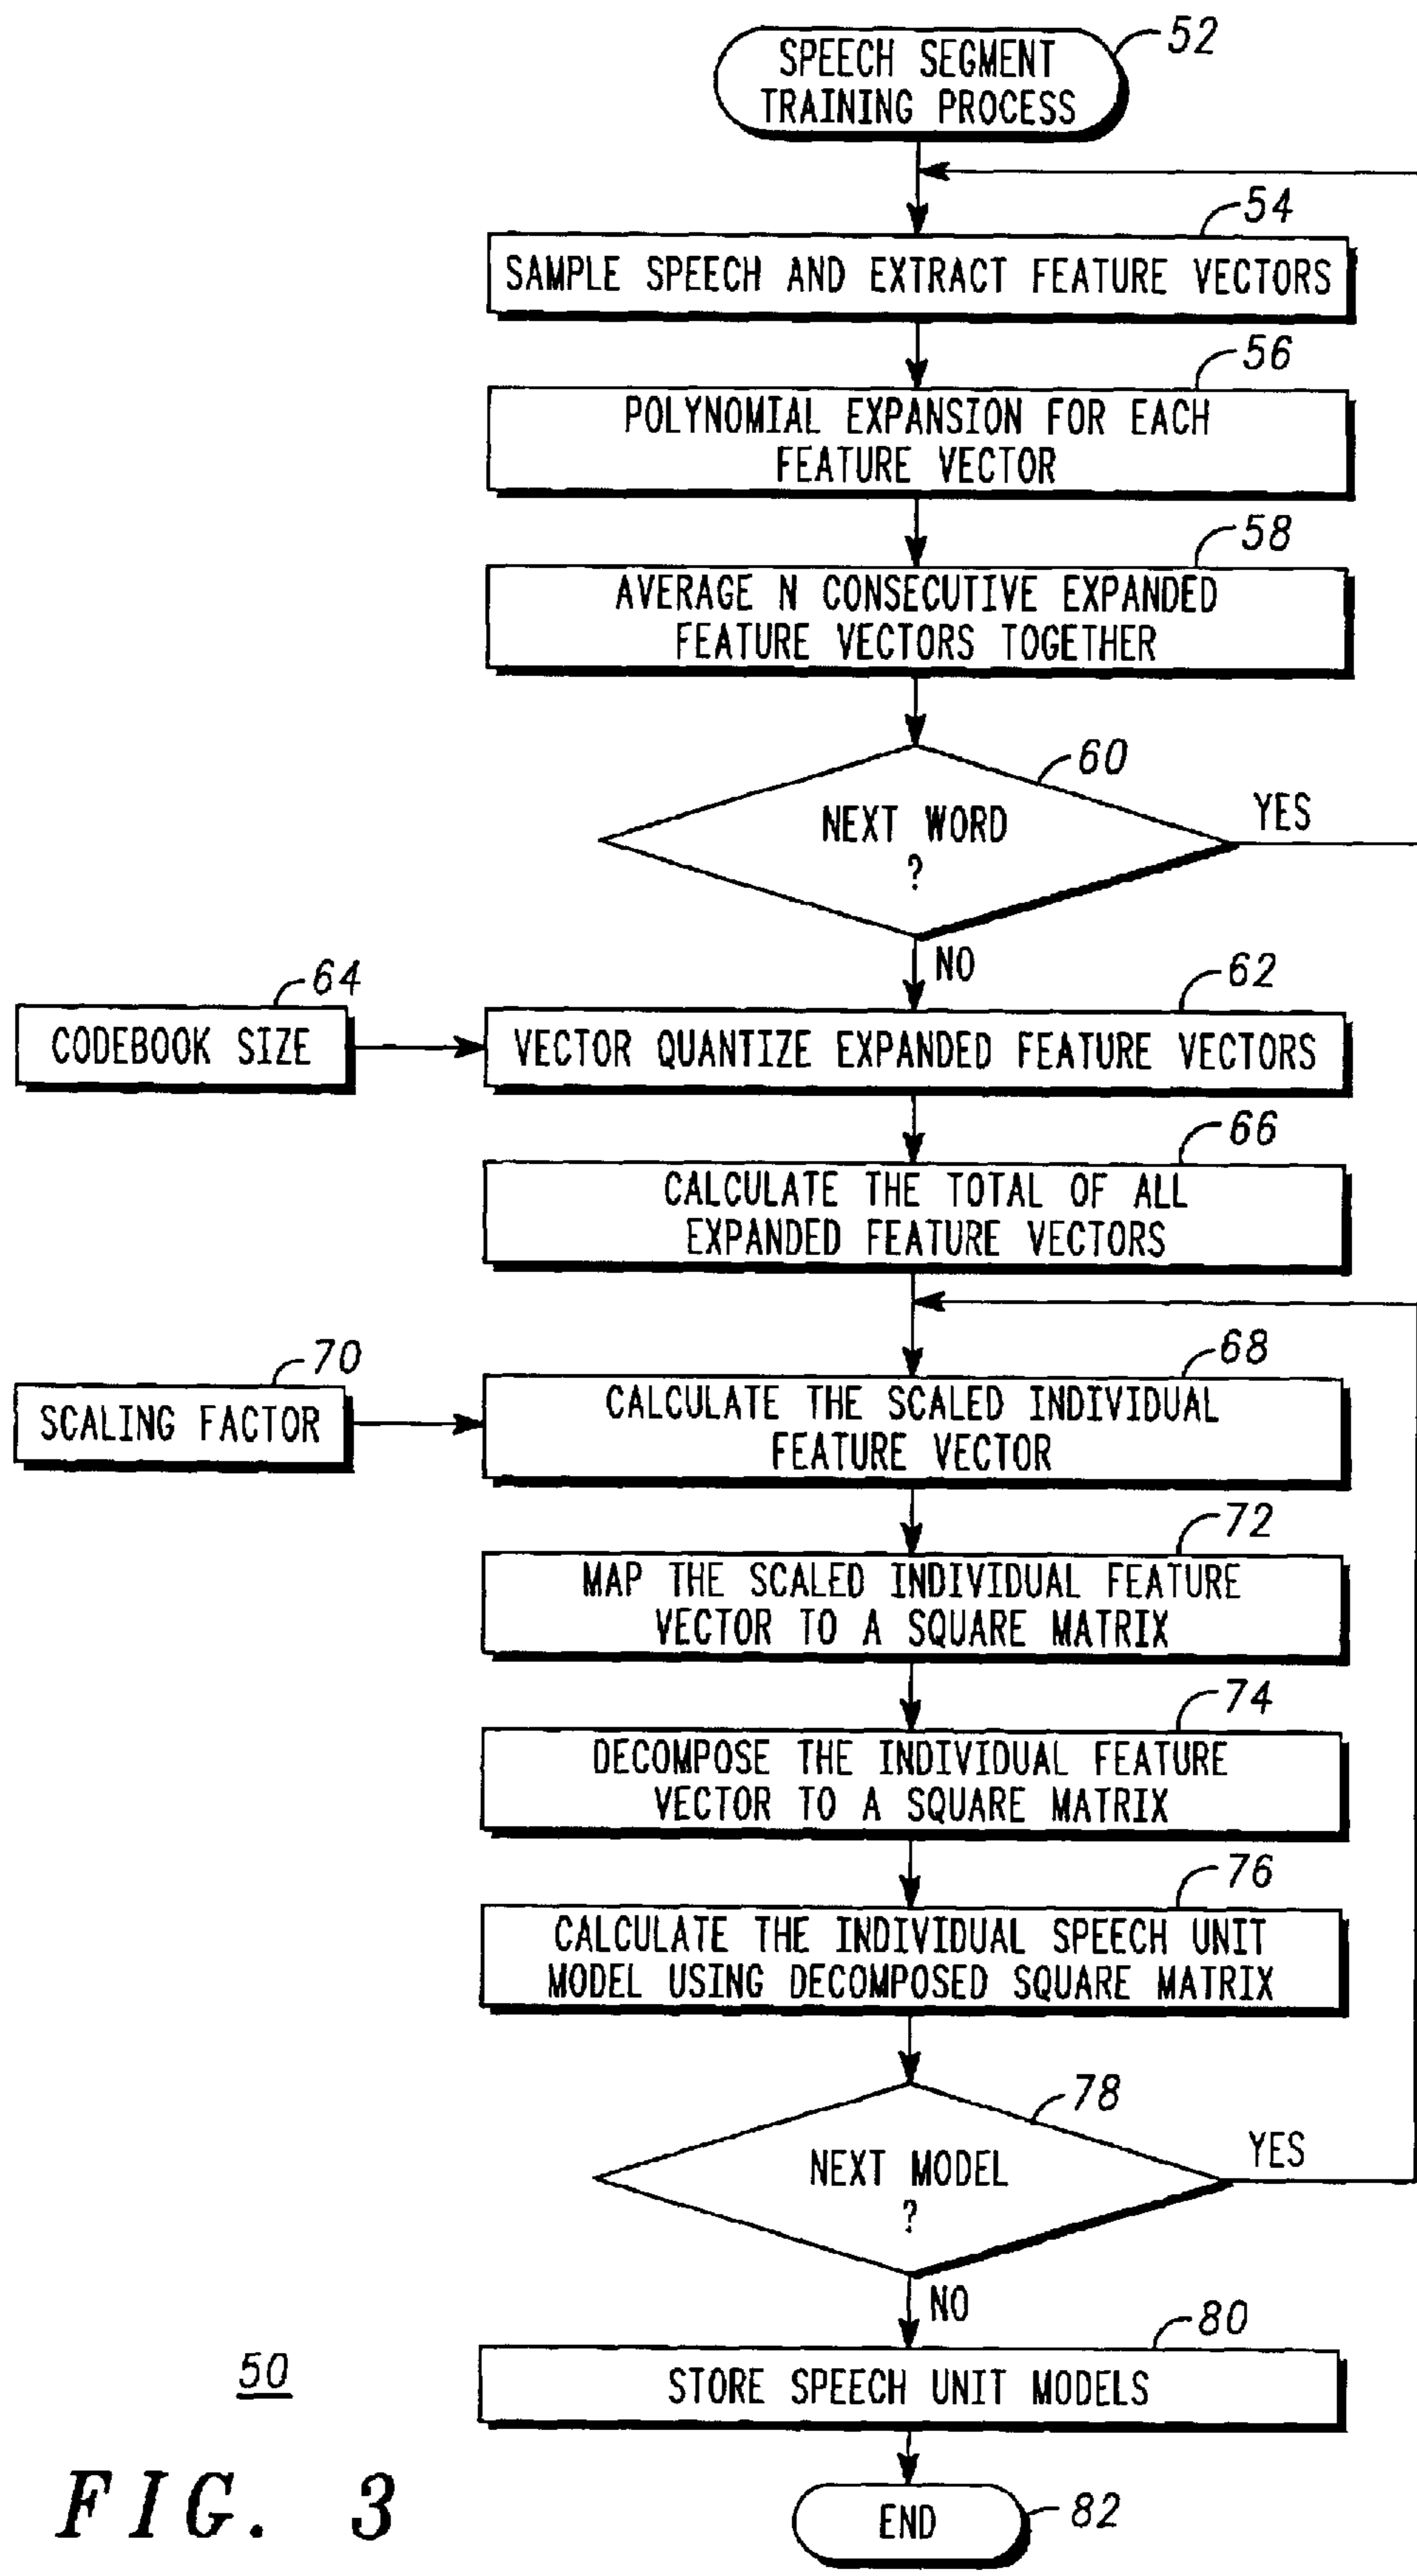 52
SPEECH SEGMENT
TRAINING PROCESS
54
SAMPLE SPEECH AND EXTRACT FEATURE VECTORS
56
POLYNOMIAL EXPANSION FOR EACH
FEATURE VECTOR
58
AVERAGE N CONSECUTIVE EXPANDED
FEATURE VECTORS TOGETHER
60
NEXT WORD
?
YES
NO
64
CODEBOOK SIZE
62
VECTOR QUANTIZE EXPANDED FEATURE VECTORS
66
CALCULATE THE TOTAL OF ALL
EXPANDED FEATURE VECTORS
70
SCALING FACTOR
68
CALCULATE THE SCALED INDIVIDUAL
FEATURE VECTOR
72
MAP THE SCALED INDIVIDUAL FEATURE
VECTOR TO A SQUARE MATRIX
74
DECOMPOSE THE INDIVIDUAL FEATURE
VECTOR TO A SQUARE MATRIX
76
CALCULATE THE INDIVIDUAL SPEECH UNIT
MODEL USING DECOMPOSED SQUARE MATRIX
78
NEXT MODEL
?
YES
NO
80
STORE SPEECH UNIT MODELS
50
82
END
FIG. 3